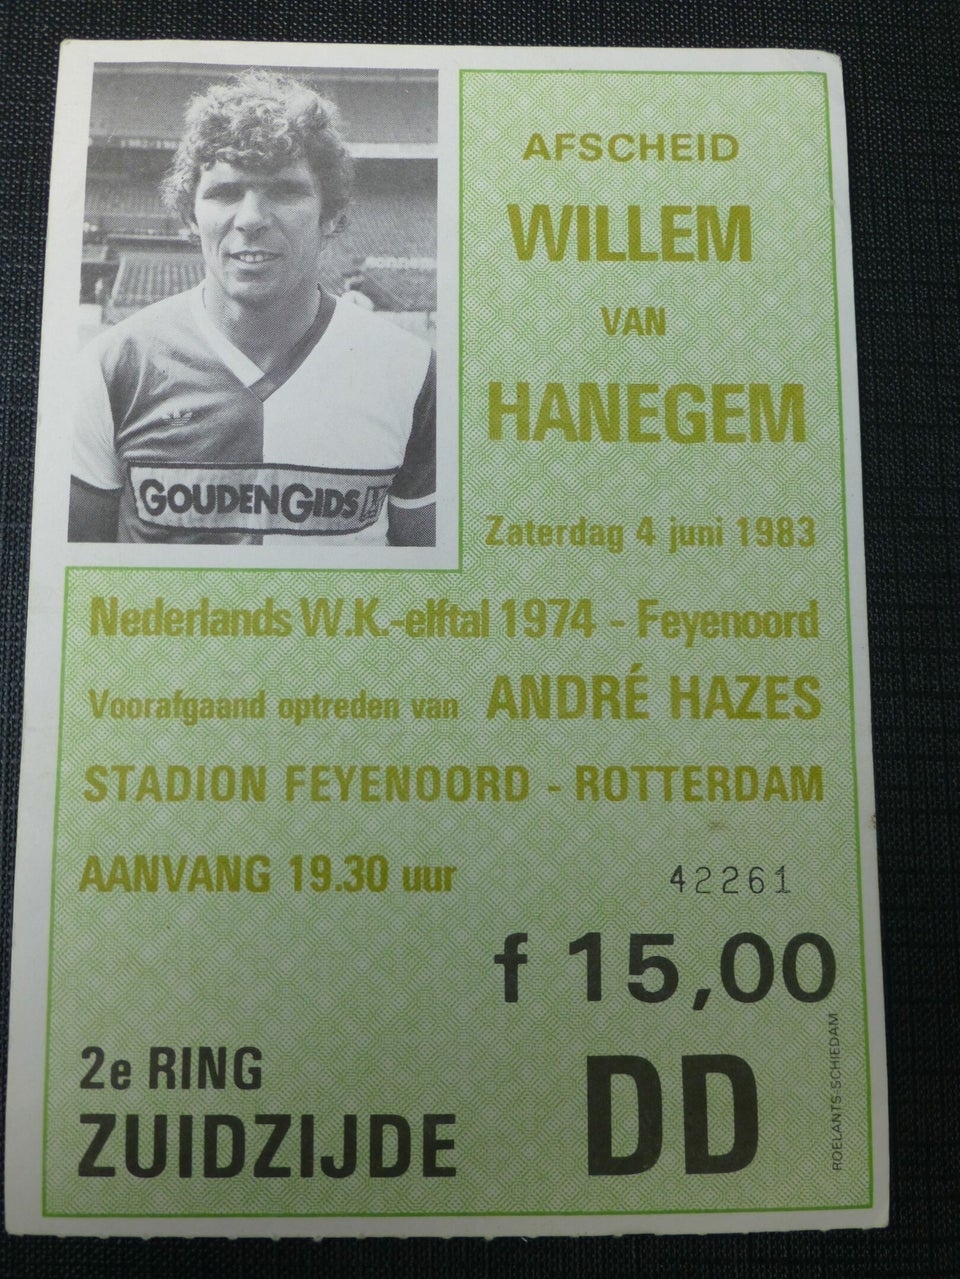 AFSCHEID
WILLEM
VAN
HANEGEM
GOUDEN GIDS
Zaterdag 4 juni 1983
Nederlands W.K.-elftal 1974 - Feyenoord
Voorafgaand optreden van ANDRÉ HAZES
STADION FEYENOORD - ROTTERDAM
AANVANG 19.30 uur
42261
f 15,00
2e RING
ZUIDZIJDE
DD
ROELANTS SCHIEDAM